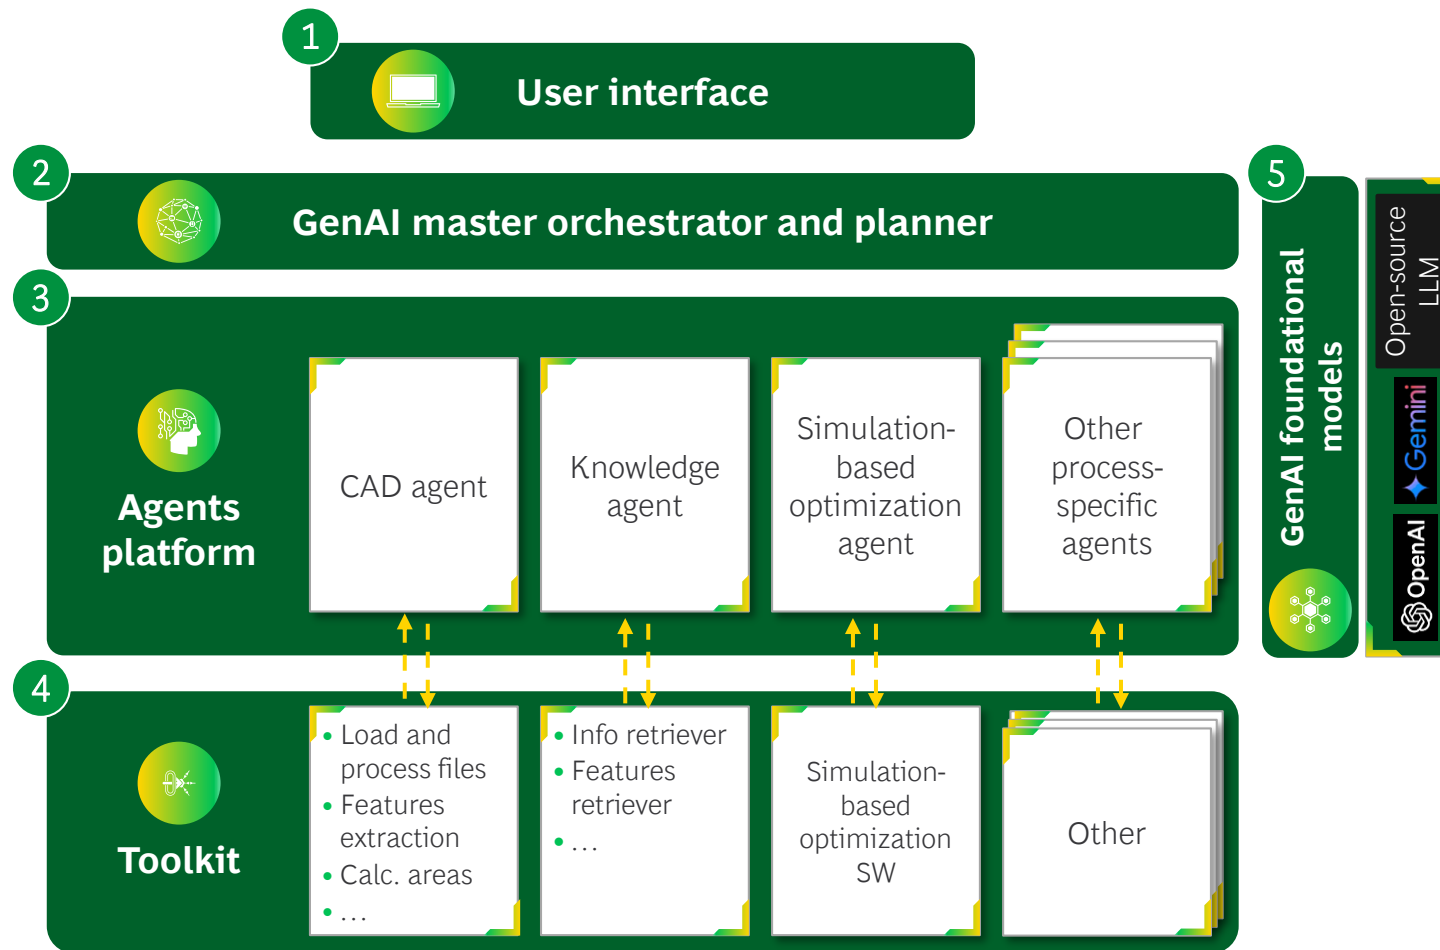 1
User interface
2
GenAI master orchestrator and planner
3
Agents
platform
CAD agent
Knowledge
agent
Simulation-
based
optimization
agent
Other
process-
specific
agents
4
Toolkit
• Load and
process files
• Features
extraction
• Calc. areas
• ...
• Info retriever
• Features
retriever
• ...
Simulation-
based
optimization
SW
Other
5
GenAI foundational
models
Open-source
LLM
Gemini
OpenAI